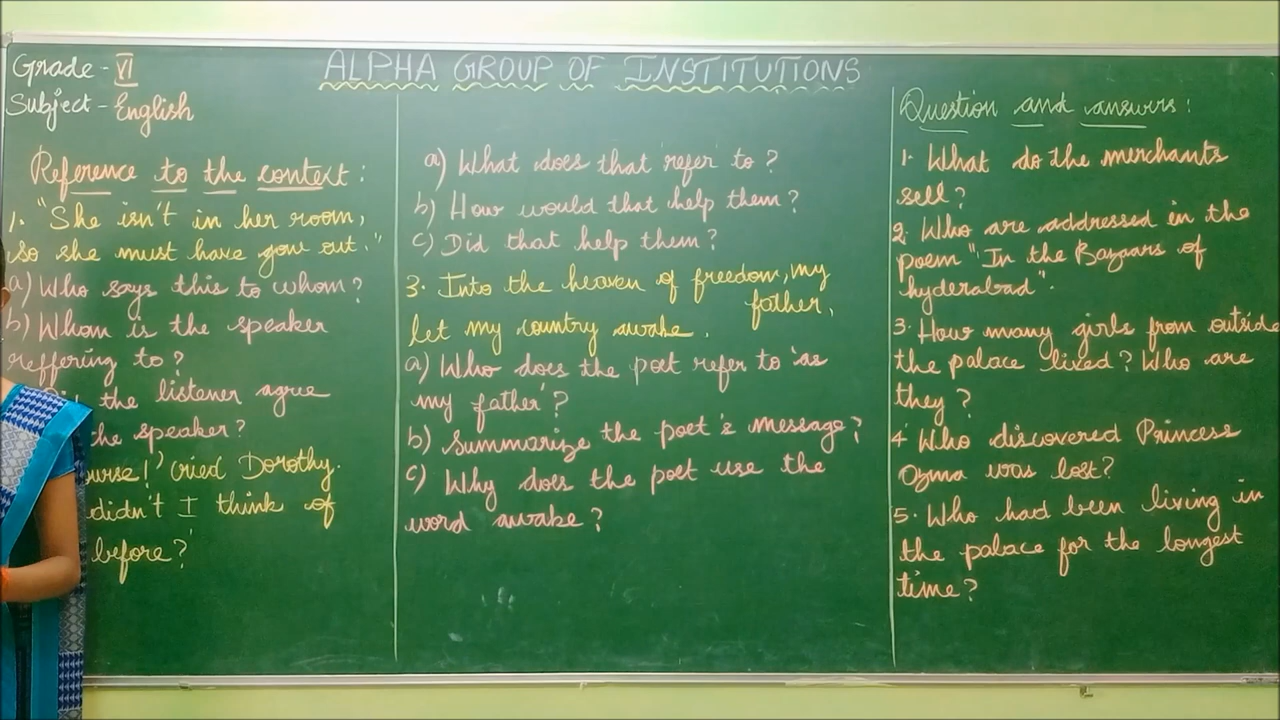 Grade - VI
Subject - English
ALPHA GROUP OF INSTITUTIONS
Reference to the context :
1. "She isn't in her room,
so she must have gone out."
a) Who says this to whom?
b) Whom is the speaker
reffering to?
the listener agree
the speaker?
cried Dorothy.
didn't I think of
before?
a) What does that 'refer' to?
b) How would that help them?
c) Did that help them?
3. Into the heaven of freedom, my
father,
let my country awake.
a) Who does the poet refer to 'as
my father'?
b) Summarize the poet's message?
c) Why does the poet use the
word awake?
Question and answers :
1. What do the merchants
sell?
2. Who are addressed in the
poem "In the Bazaars of
hyderabad".
3. How many girls from outside
the palace lived? Who are
they?
4 Who discovered Princess
Ozma was lost?
5. Who had been living in
the palace for the longest
time?